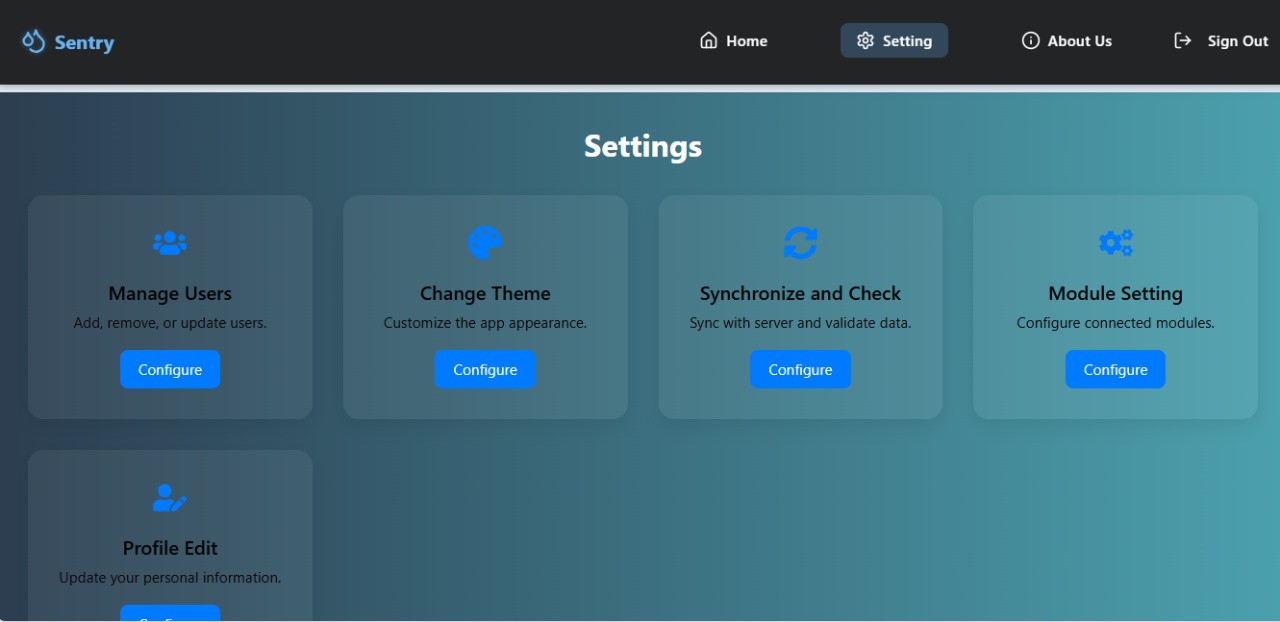 Sentry
Home
Setting
About Us
Sign Out
Settings
Manage Users
Add, remove, or update users.
Configure
Change Theme
Customize the app appearance.
Configure
Synchronize and Check
Sync with server and validate data.
Configure
Module Setting
Configure connected modules.
Configure
Profile Edit
Update your personal information.